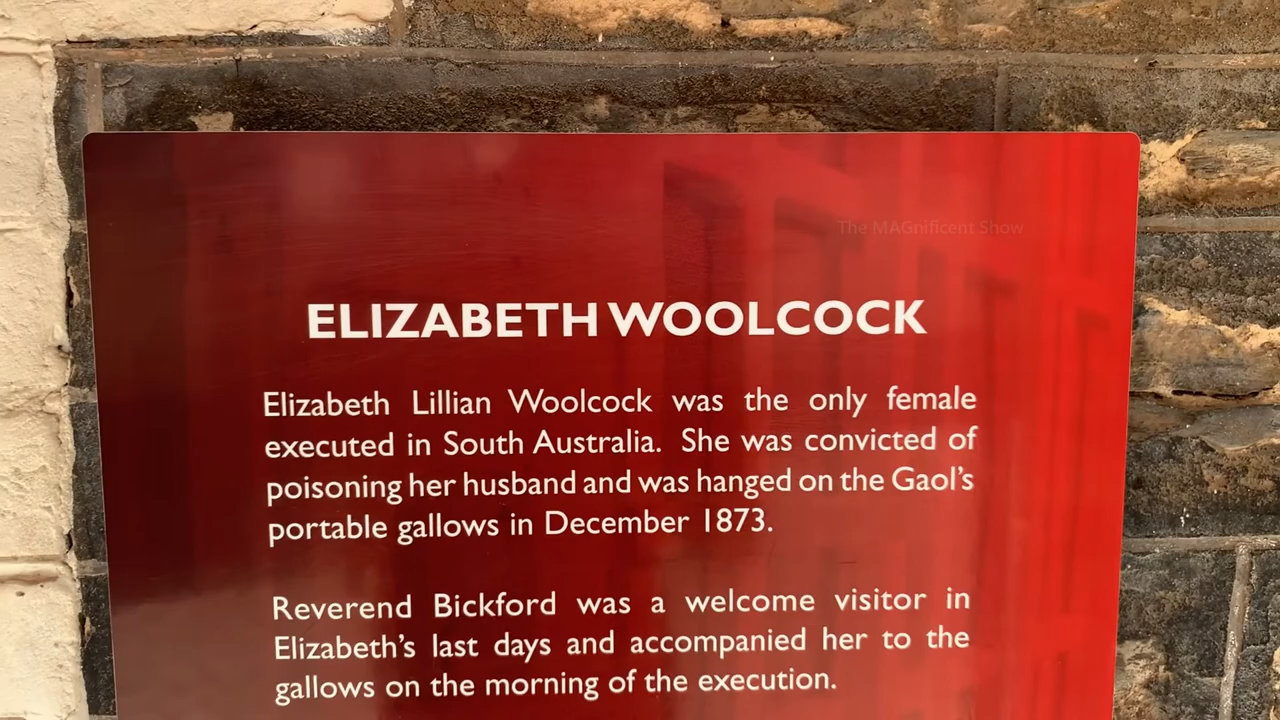 The MAGnificent Show
ELIZABETH WOOLCOCK
Elizabeth Lillian Woolcock was the only female
executed in South Australia. She was convicted of
poisoning her husband and was hanged on the Gaol's
portable gallows in December 1873.
Reverend Bickford was a welcome visitor in
Elizabeth's last days and accompanied her to the
gallows on the morning of the execution.